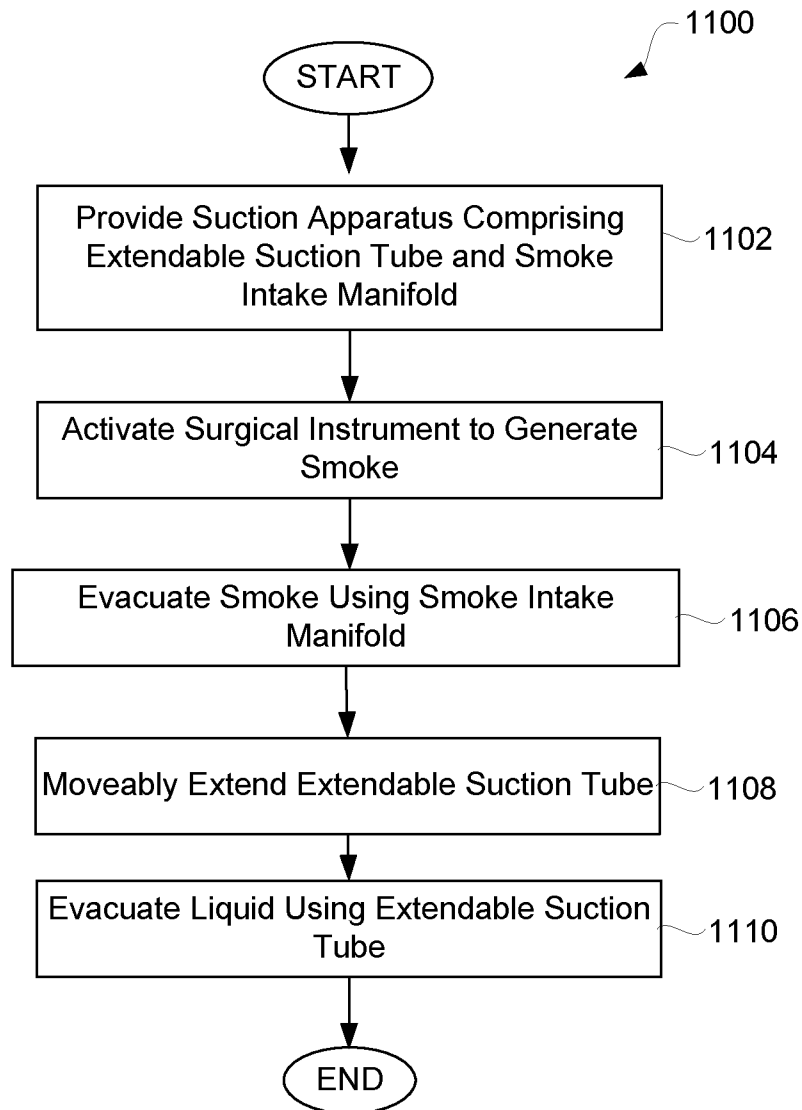 1100
START
Provide Suction Apparatus Comprising
Extendable Suction Tube and Smoke
Intake Manifold
1102
Activate Surgical Instrument to Generate
Smoke
1104
Evacuate Smoke Using Smoke Intake
Manifold
1106
Moveably Extend Extendable Suction Tube
1108
Evacuate Liquid Using Extendable Suction
Tube
1110
END